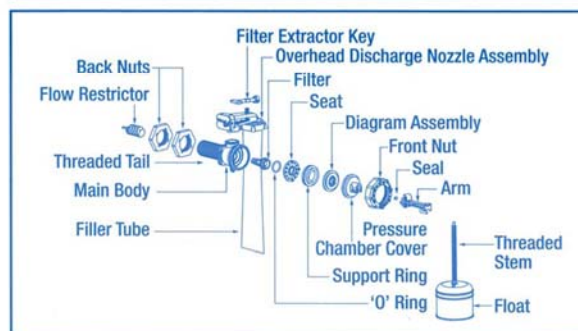 Filter Extractor Key
Overhead Discharge Nozzle Assembly
Back Nuts
Filter
Flow Restrictor
Seat
Diagram Assembly
Front Nut
Seal
Arm
Threaded Tail
Main Body
Filler Tube
Pressure
Chamber Cover
Threaded
Stem
Support Ring
'O' Ring
Float